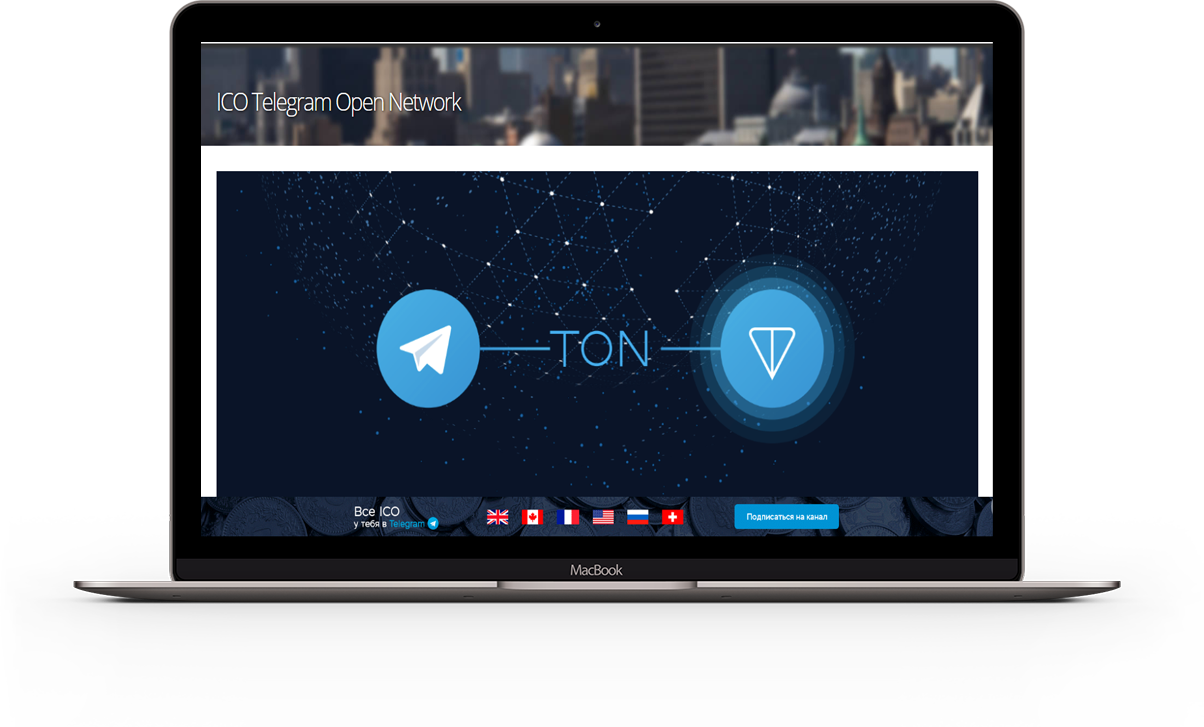 ICO Telegram Open Network
TON
Все ICO
у тебя в Telegram
Подписаться на канал
MacBook